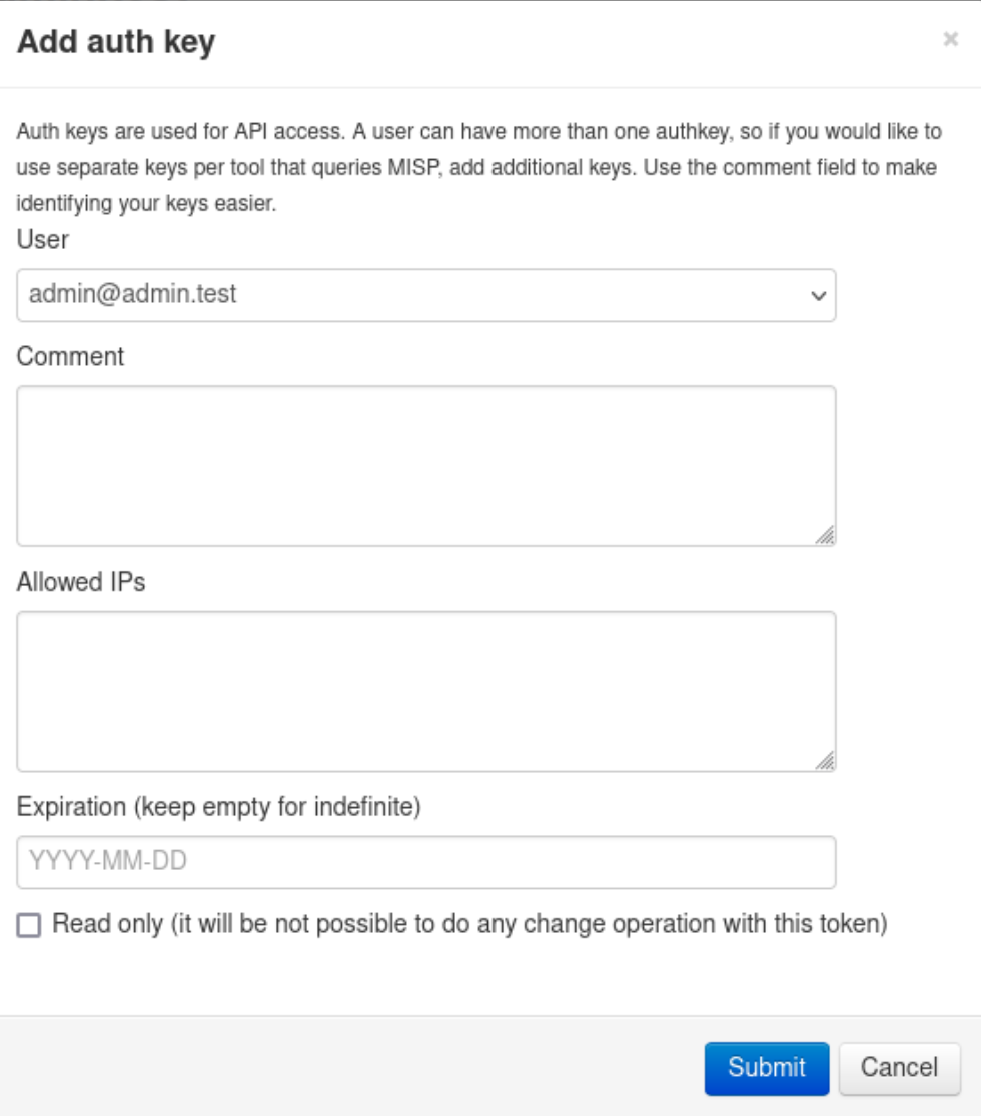 Add auth key
×
Auth keys are used for API access. A user can have more than one authkey, so if you would like to
use separate keys per tool that queries MISP, add additional keys. Use the comment field to make
identifying your keys easier.
User
admin@admin.test
Comment
Allowed IPs
Expiration (keep empty for indefinite)
YYYY-MM-DD
Read only (it will be not possible to do any change operation with this token)
Submit Cancel